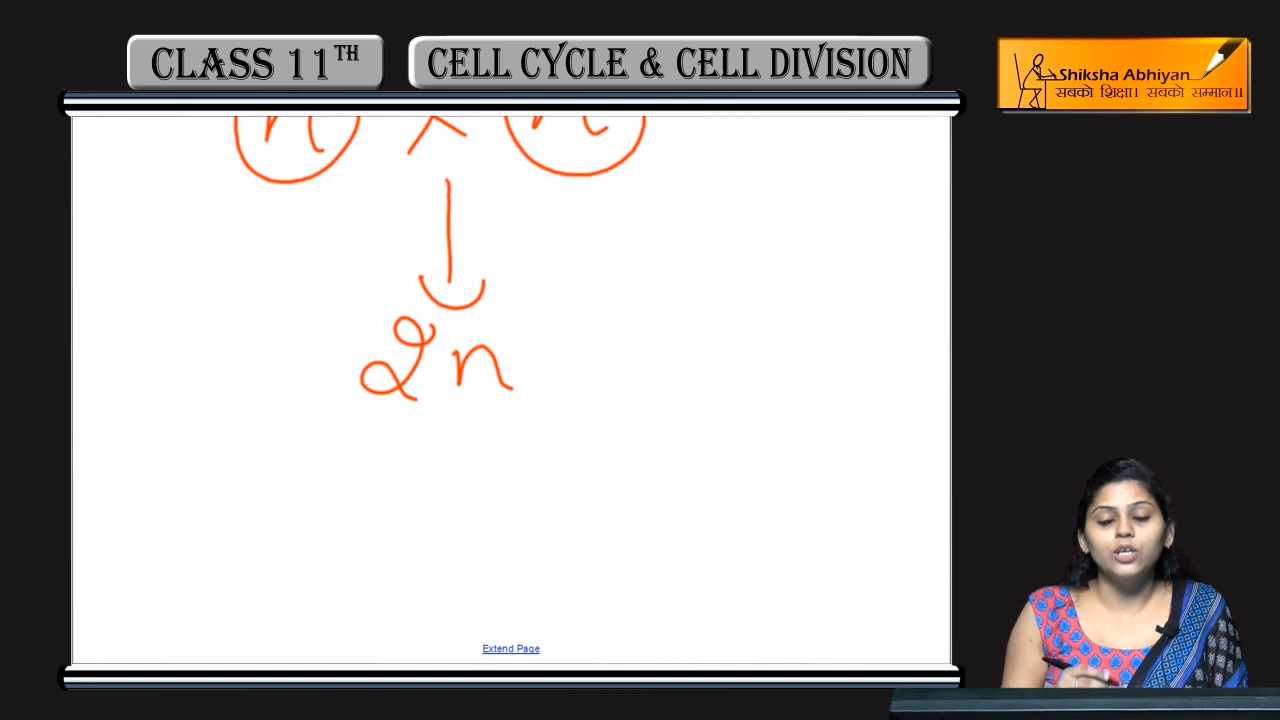 CLASS 11TH
CELL CYCLE & CELL DIVISION
Shiksha Abhiyan
सबको शिक्षा। सबको सम्मान।।
n × n
2n
Extend Page